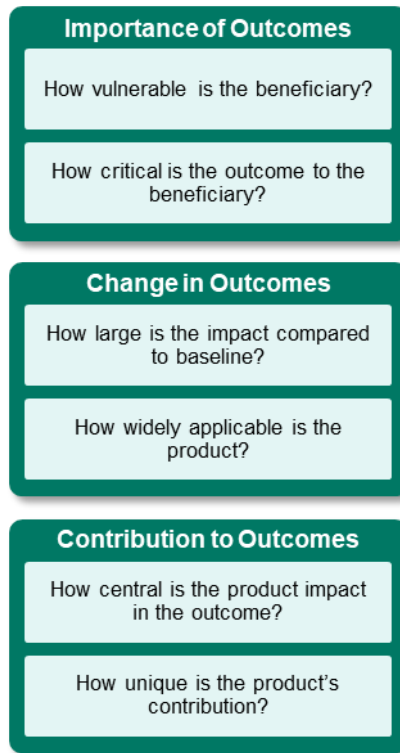 Importance of Outcomes
How vulnerable is the beneficiary?
How critical is the outcome to the
beneficiary?
Change in Outcomes
How large is the impact compared
to baseline?
How widely applicable is the
product?
Contribution to Outcomes
How central is the product impact
in the outcome?
How unique is the product's
contribution?